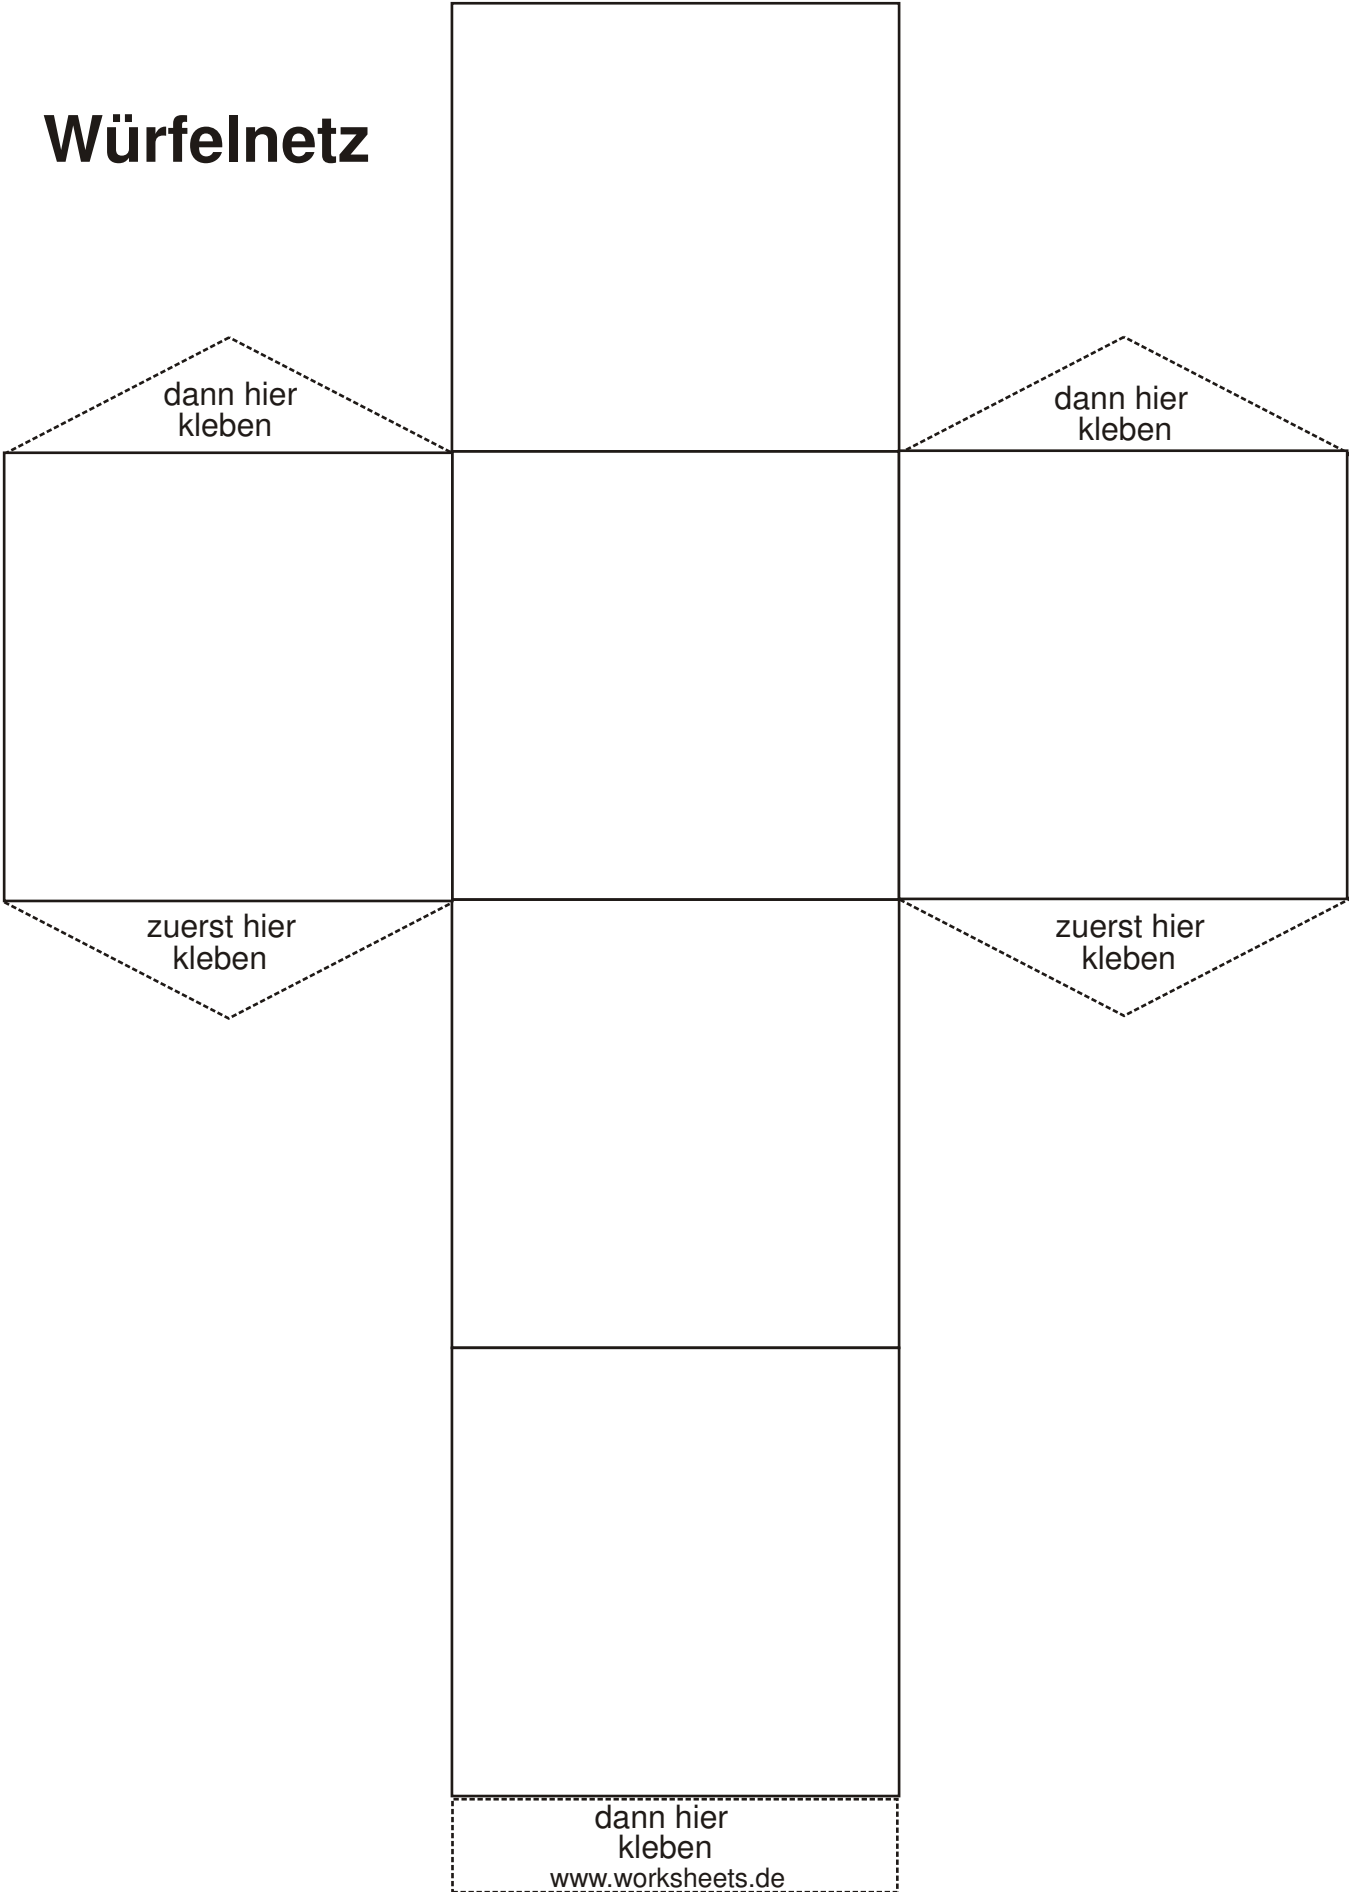 Würfelnetz
dann hier
kleben
dann hier
kleben
zuerst hier
kleben
zuerst hier
kleben
dann hier
kleben
www.worksheets.de